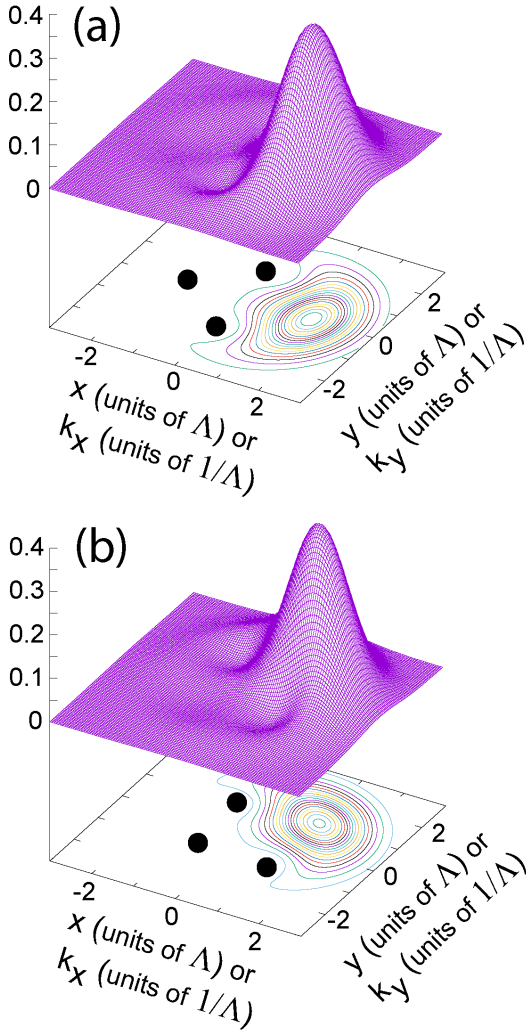 (a)
0.4
0.3
0.2
0.1
0
-2
0
2
x (units of Λ) or
kx (units of 1/Λ)
-2
0
2
y (units of Λ) or
ky (units of 1/Λ)
(b)
0.4
0.3
0.2
0.1
0
-2
0
2
x (units of Λ) or
kx (units of 1/Λ)
-2
0
2
y (units of Λ) or
ky (units of 1/Λ)